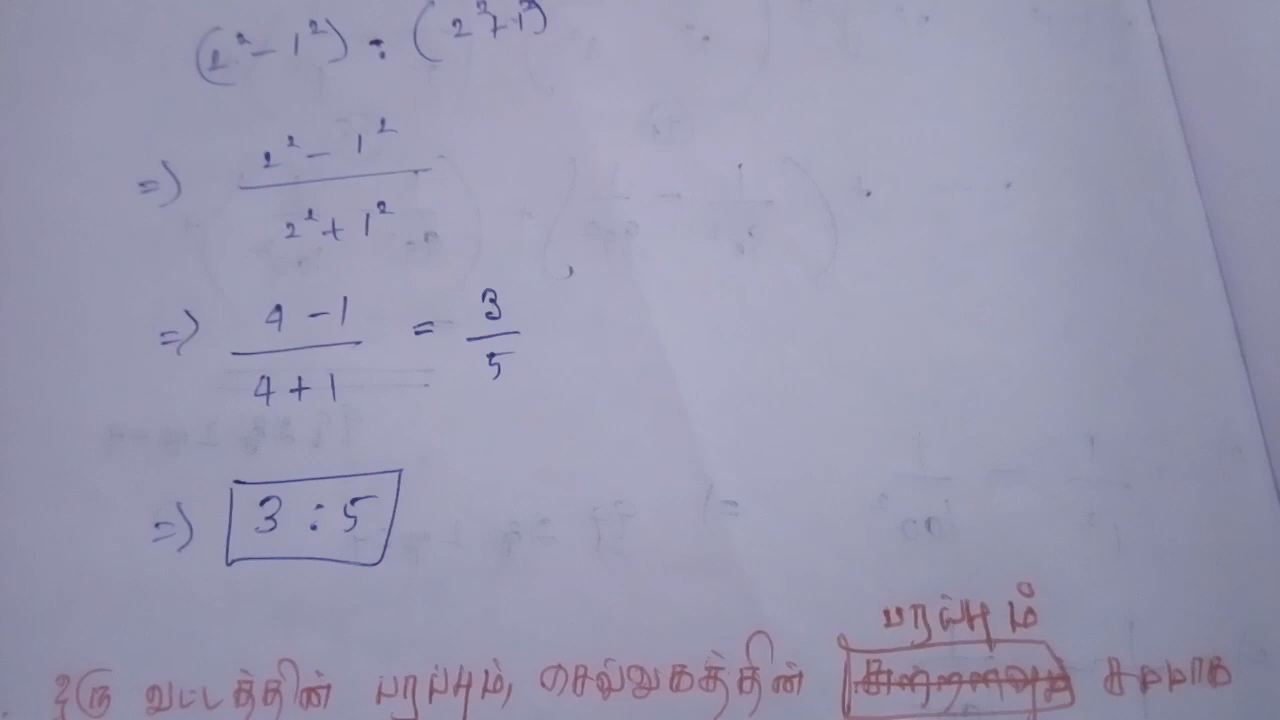 (2² - 1²) : (2² + 1²)
=> 2² - 1² / 2² + 1²
=> 4 - 1 / 4 + 1 = 3 / 5
=> 3 : 5
பரப்பும்
ஒரு வட்டத்தின் பரப்பும், செவ்வகத்தின் சமமாக